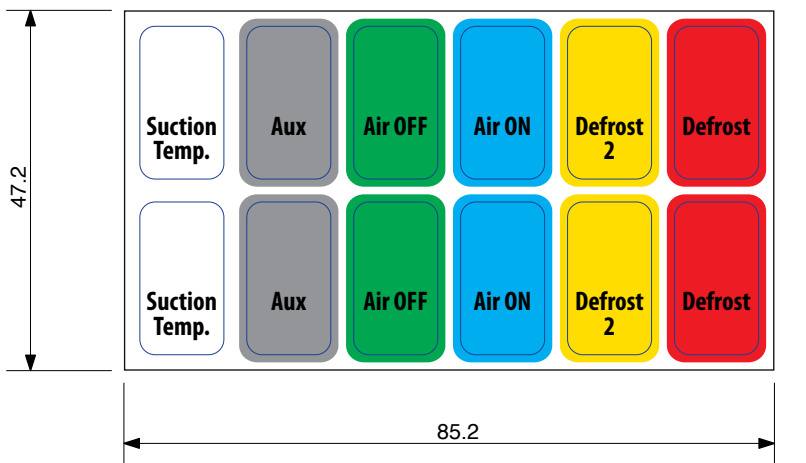 Suction
Temp.
Aux
Air OFF
Air ON
Defrost
2
Defrost
47.2
Suction
Temp.
Aux
Air OFF
Air ON
Defrost
2
Defrost
85.2